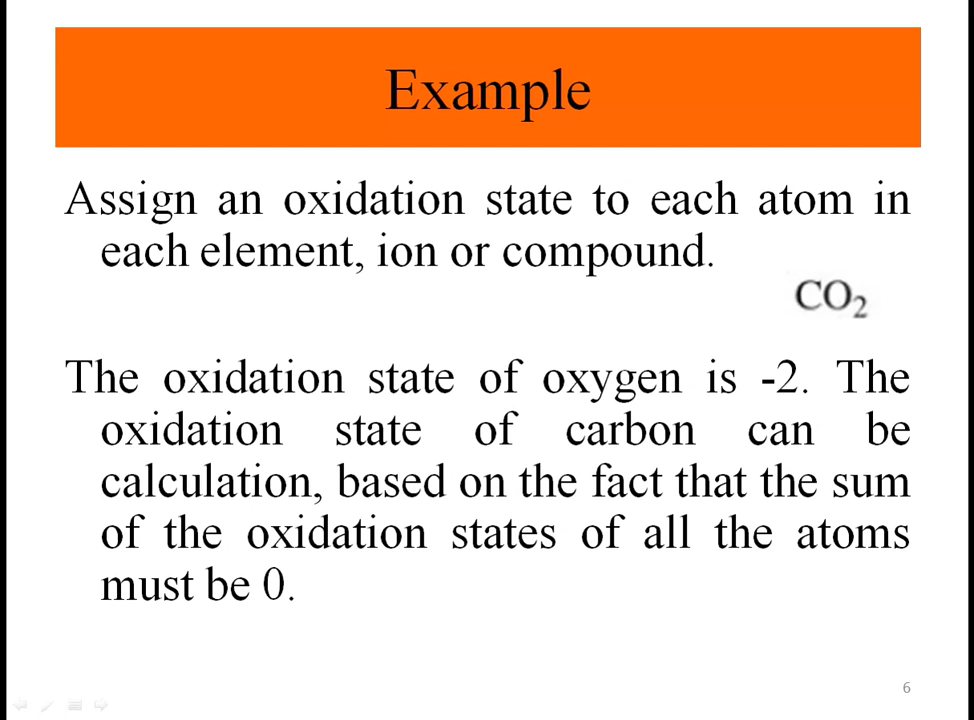 Example
Assign an oxidation state to each atom in
each element, ion or compound.
CO₂
The oxidation state of oxygen is -2. The
oxidation state of carbon can be
calculation, based on the fact that the sum
of the oxidation states of all the atoms
must be 0.
6